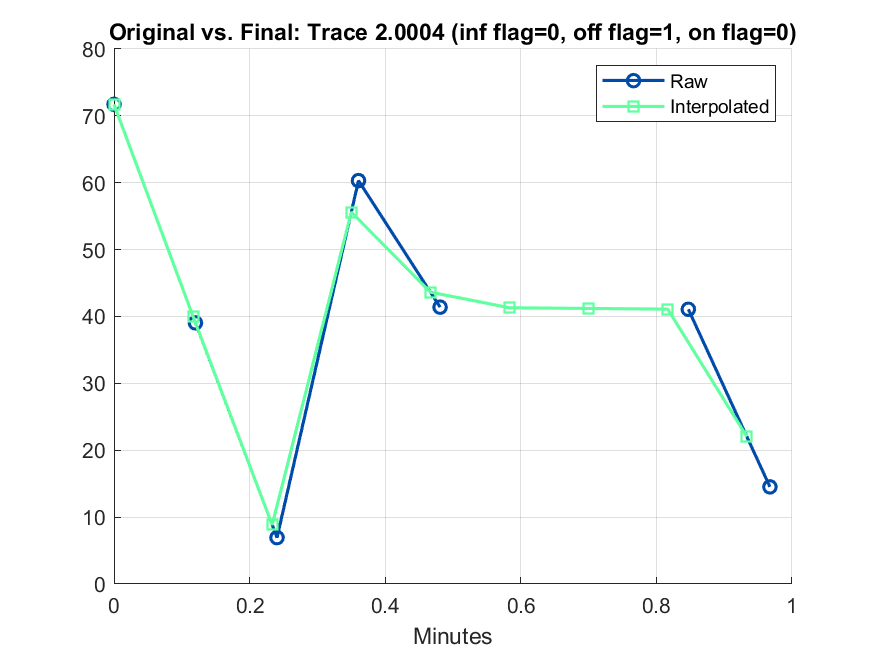 Original vs. Final: Trace 2.0004 (inf flag=0, off flag=1, on flag=0)
Raw
Interpolated
80
70
60
50
40
30
20
10
0
0 0.2 0.4 0.6 0.8 1
Minutes